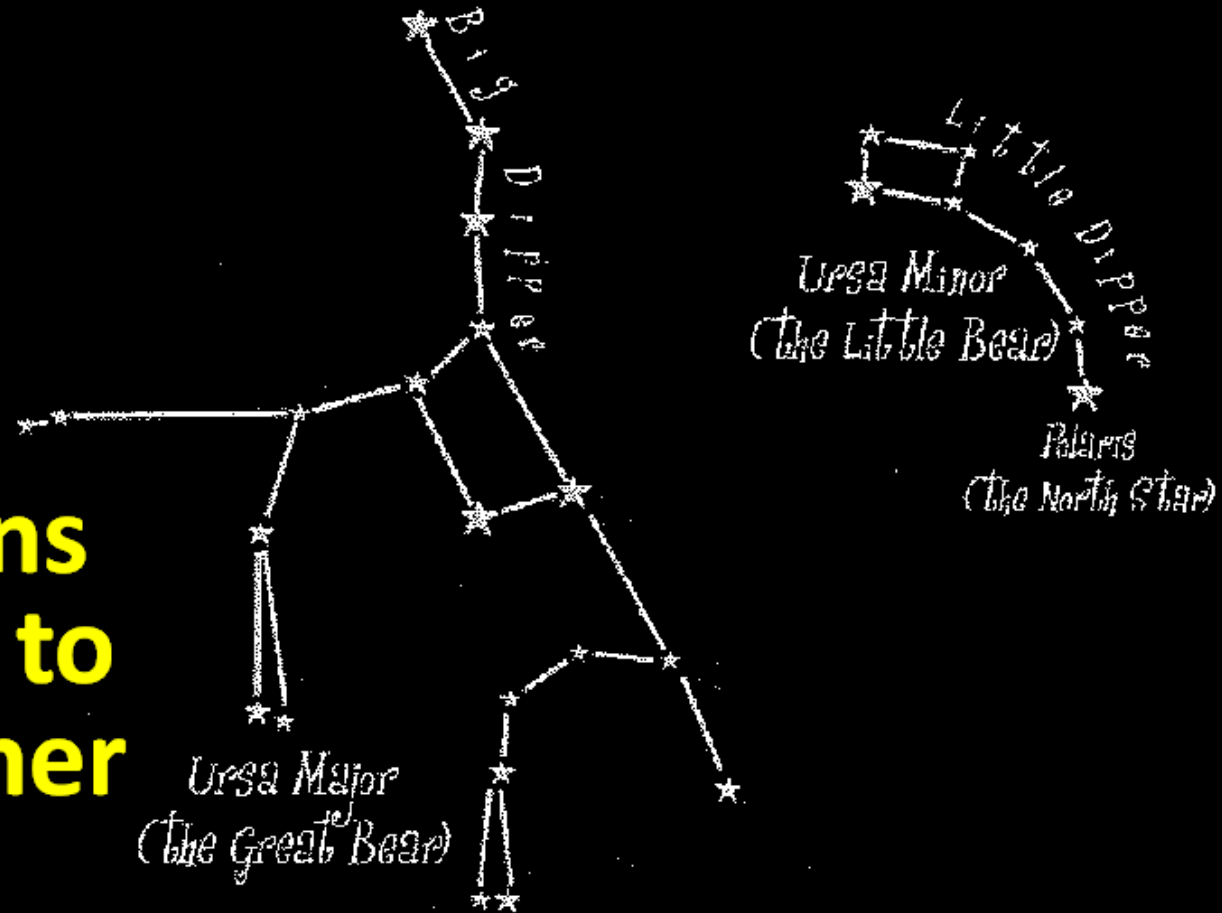 Big Dipper
Little Dipper
Ursa Minor
(the Little Bear)
Polaris
(the North Star)
ns
to
ner
Ursa Major
(the Great Bear)